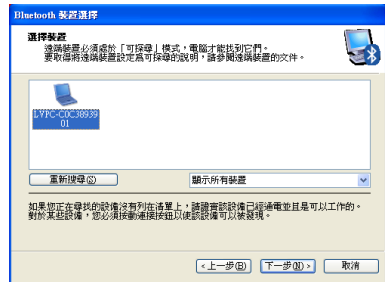 Bluetooth 裝置選擇
選擇裝置
遠端裝置必須處於「可探尋」模式，電腦才能找到它們。
要取得將遠端裝置設定為可探尋的說明，請參閱遠端裝置的文件。
LVPC-C0C38939
01
重新搜尋(S)
顯示所有裝置
如果您正在尋找的設備沒有列在清單上，請證實該設備已經通電並且是可以工作的。
對於某些設備，您必須按動連接按鈕以使該設備可以被發現。
<上一步(B)
下一步(N)>
取消